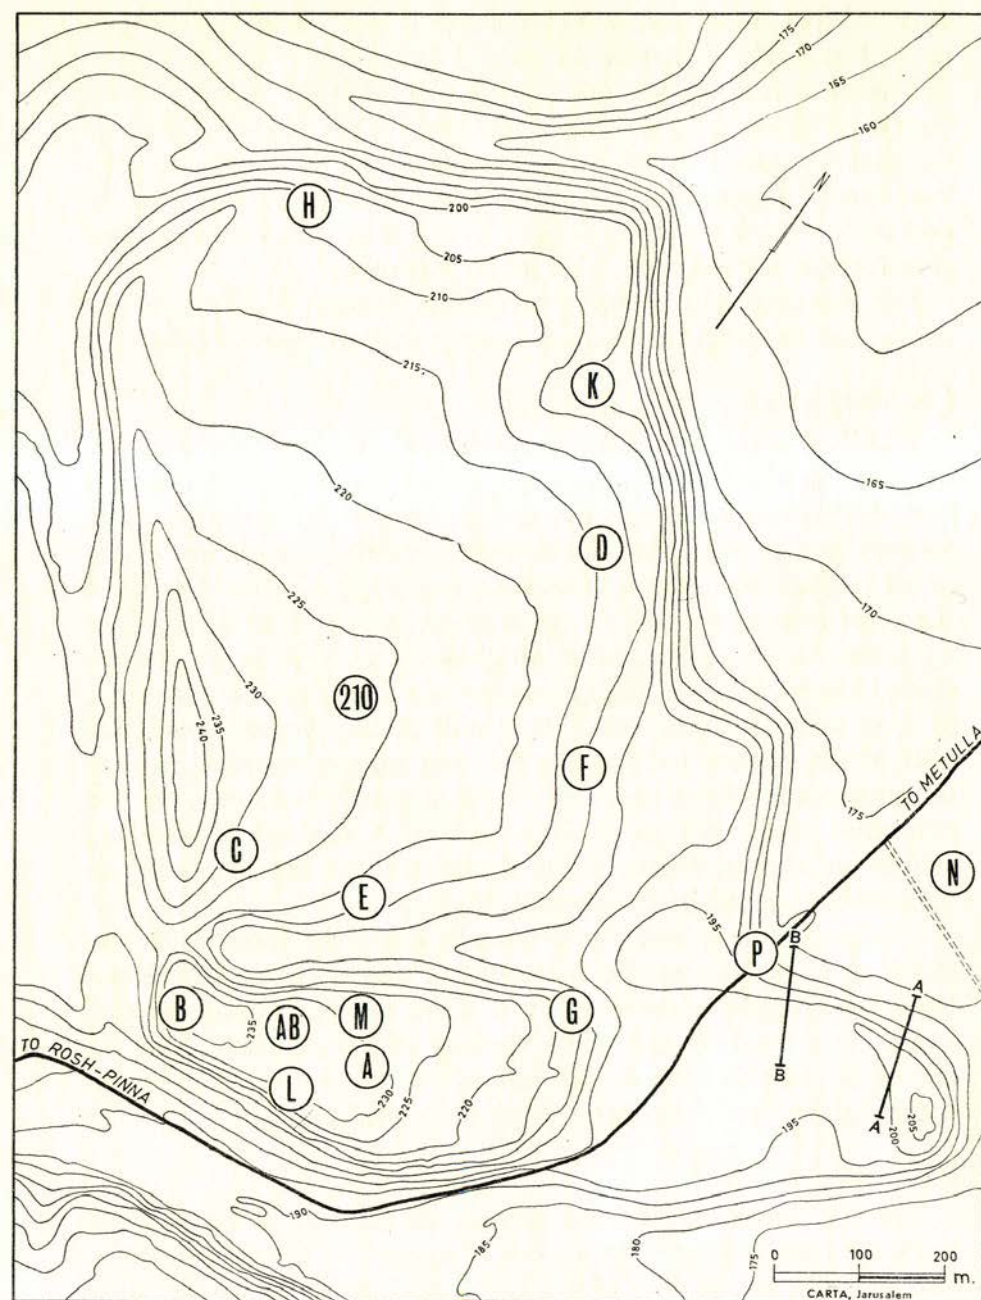 175
170
165
160
N
H
200
205
210
215
K
165
220
D
170
225
210
230
235
240
F
TO METULLA
175
C
N
E
195
P
B
A
B
235
AB
M
G
A
L
230
225
220
TO ROSH-PINNA
B
195
A
200
205
190
185
180
175
0 100 200 m.
CARTA, Jarusalem